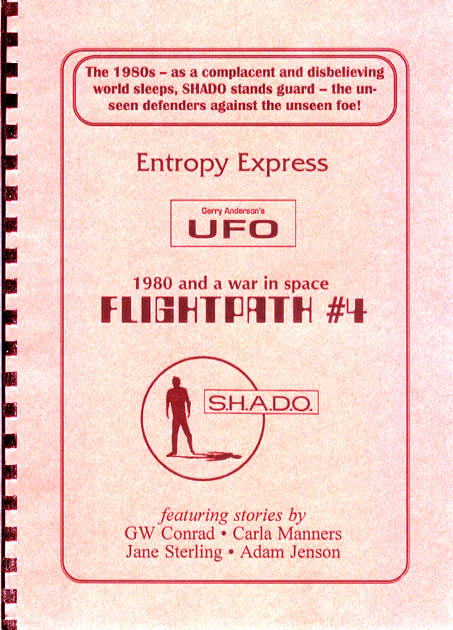 The 1980s – as a complacent and disbelieving
world sleeps, SHADO stands guard – the un-
seen defenders against the unseen foe!
Entropy Express
Gerry Anderson's
UFO
1980 and a war in space
FLIGHTPATH #4
S.H.A.D.O.
featuring stories by
GW Conrad • Carla Manners
Jane Sterling • Adam Jenson